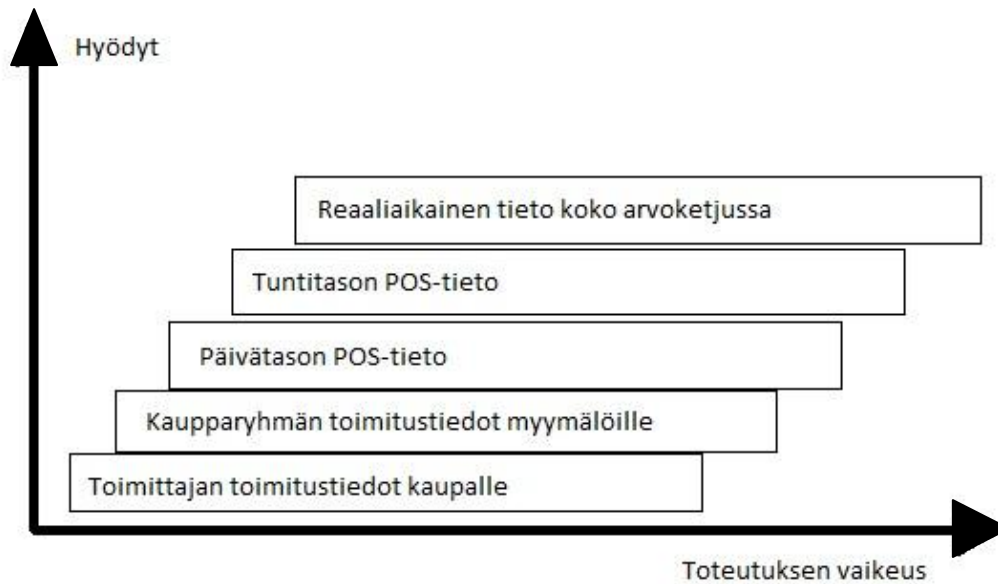 Hyödyt
Reaaliaikainen tieto koko arvoketjussa
Tuntitason POS-tieto
Päivätason POS-tieto
Kaupparyhmän toimitustiedot myymälöille
Toimittajan toimitustiedot kaupalle
Toteutuksen vaikeus